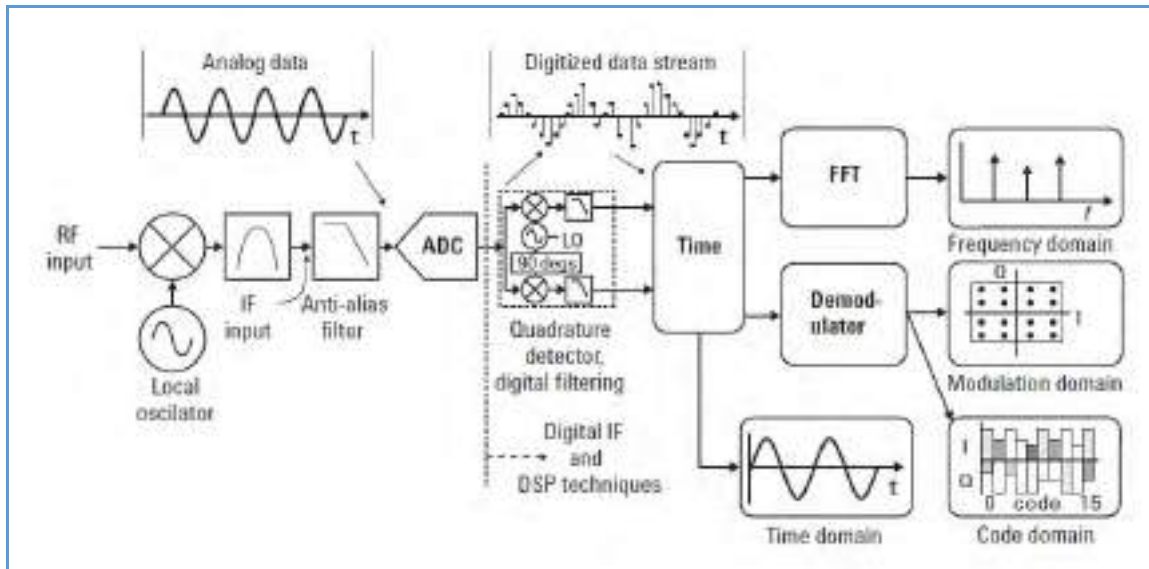 Analog data
t
Digitized data stream
t
RF
input
Local
oscilator
IF
input
Anti-alias
filter
ADC
LO
90 degs
Quadrature
detector,
digital filtering
Digital IF
and
DSP techniques
Time
FFT
f
Frequency domain
Demod-
ulator
Q
I
Modulation domain
t
Time domain
I
Q
0 code 15
Code domain